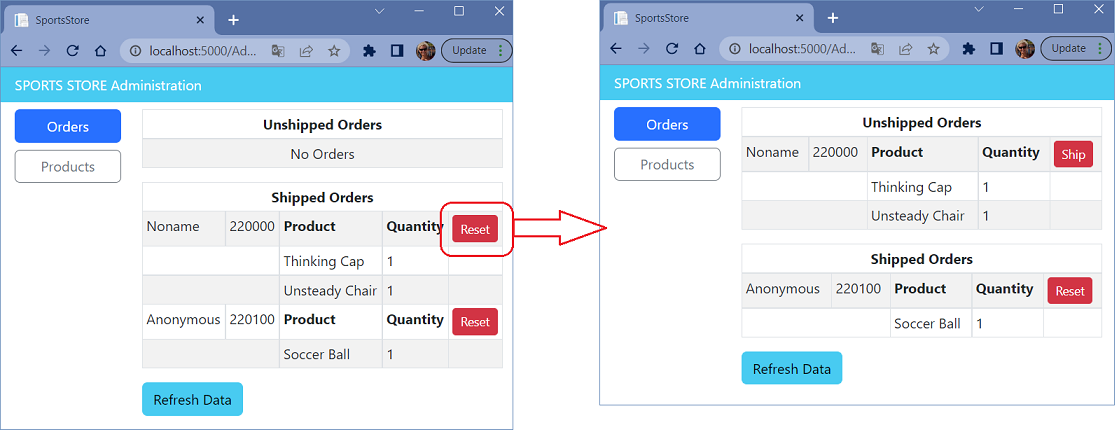 SportsStore
localhost:5000/Ad...
Update
SPORTS STORE Administration
Orders
Products
Unshipped Orders
No Orders
Shipped Orders
Noname 220000 Product Quantity Reset
Thinking Cap 1
Unsteady Chair 1
Anonymous 220100 Product Quantity Reset
Soccer Ball 1
Refresh Data
SportsStore
localhost:5000/Ad...
Update
SPORTS STORE Administration
Orders
Products
Unshipped Orders
Noname 220000 Product Quantity Ship
Thinking Cap 1
Unsteady Chair 1
Shipped Orders
Anonymous 220100 Product Quantity Reset
Soccer Ball 1
Refresh Data